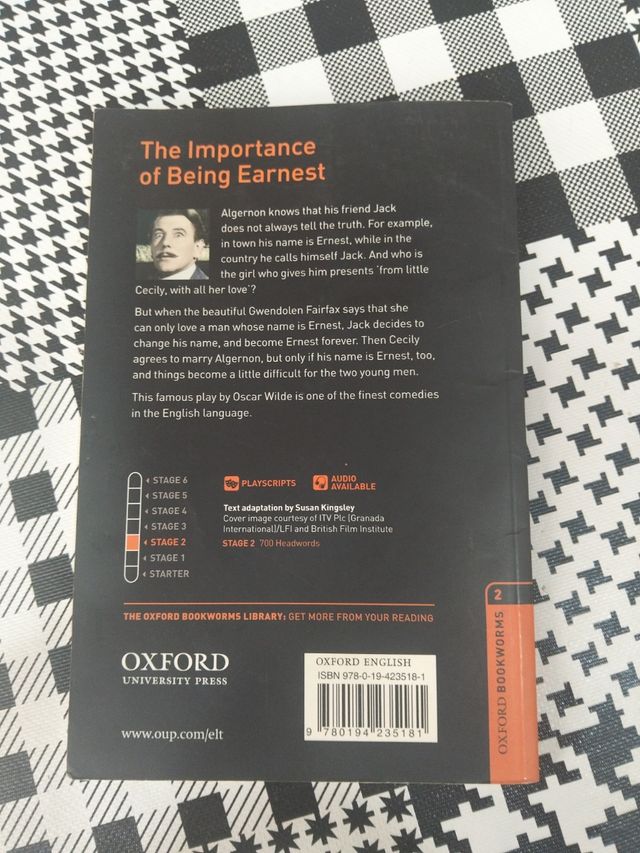 The Importance
of Being Earnest
Algernon knows that his friend Jack
does not always tell the truth. For example,
in town his name is Ernest, while in the
country he calls himself Jack. And who is
the girl who gives him presents 'from little
Cecily, with all her love'?
But when the beautiful Gwendolen Fairfax says that she
can only love a man whose name is Ernest, Jack decides to
change his name, and become Ernest forever. Then Cecily
agrees to marry Algernon, but only if his name is Ernest, too,
and things become a little difficult for the two young men.
This famous play by Oscar Wilde is one of the finest comedies
in the English language.
STAGE 6
STAGE 5
STAGE 4
STAGE 3
STAGE 2
STAGE 1
STARTER
PLAYSCRIPTS
AUDIO
AVAILABLE
Text adaptation by Susan Kingsley
Cover image courtesy of ITV Plc (Granada
International)/LFI and British Film Institute
STAGE 2 700 Headwords
THE OXFORD BOOKWORMS LIBRARY: GET MORE FROM YOUR READING
OXFORD
UNIVERSITY PRESS
www.oup.com/elt
OXFORD ENGLISH
ISBN 978-0-19-423518-1
9 780194 235181
2
OXFORD BOOKWORMS